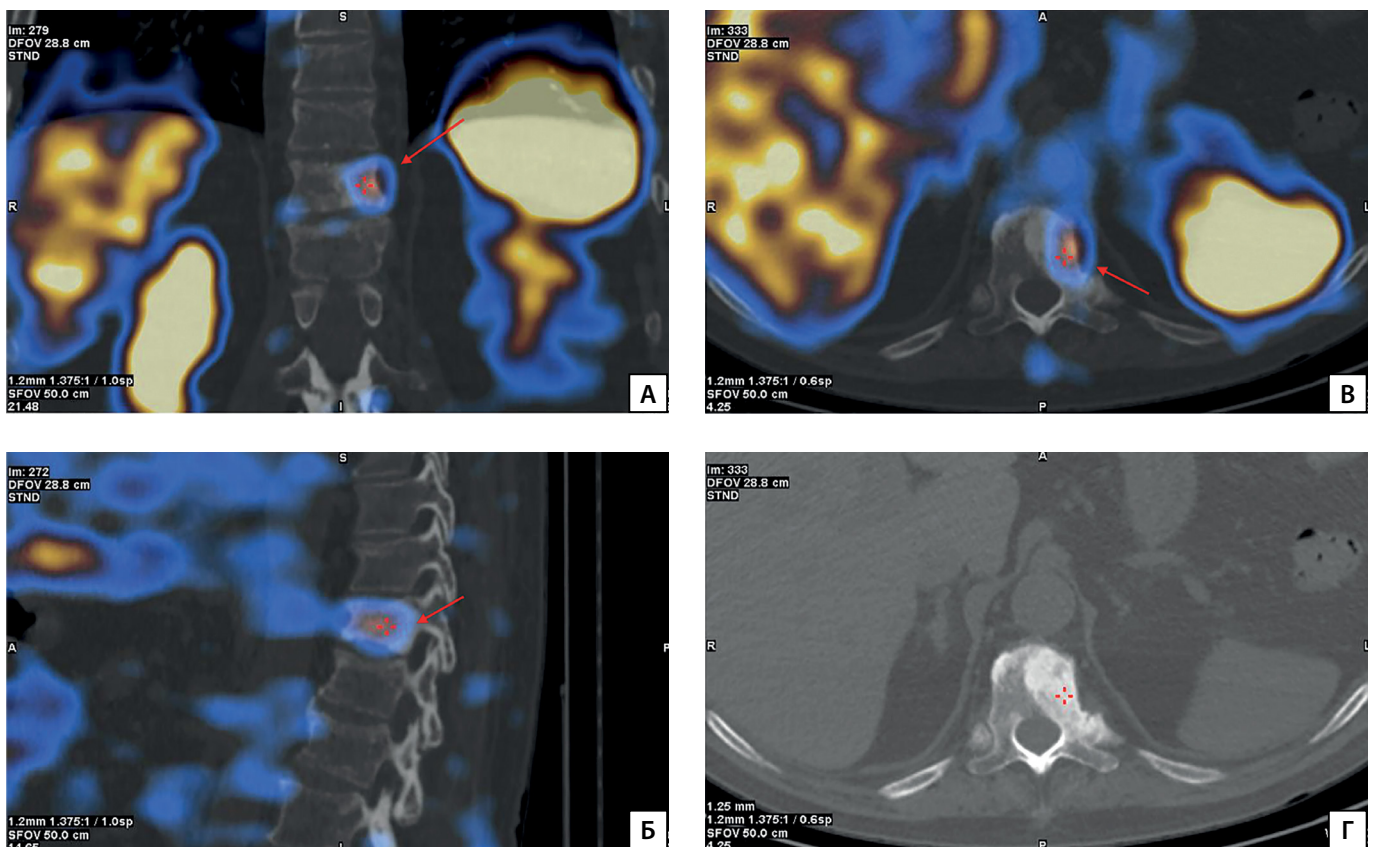 Im: 279
DFOV 28.8 cm
STND
S
R
L
1.2mm 1.375:1 / 1.0sp
SFOV 50.0 cm
21.48
I
А
Im: 333
DFOV 28.8 cm
STND
A
R
L
1.2mm 1.375:1 / 0.6sp
SFOV 50.0 cm
4.25
P
В
Im: 272
DFOV 28.8 cm
STND
S
A
P
1.2mm 1.375:1 / 1.0sp
SFOV 50.0 cm
Б
Im: 333
DFOV 28.8 cm
STND
A
R
L
1.25 mm
1.2mm 1.375:1 / 0.6sp
SFOV 50.0 cm
4.25
P
Г